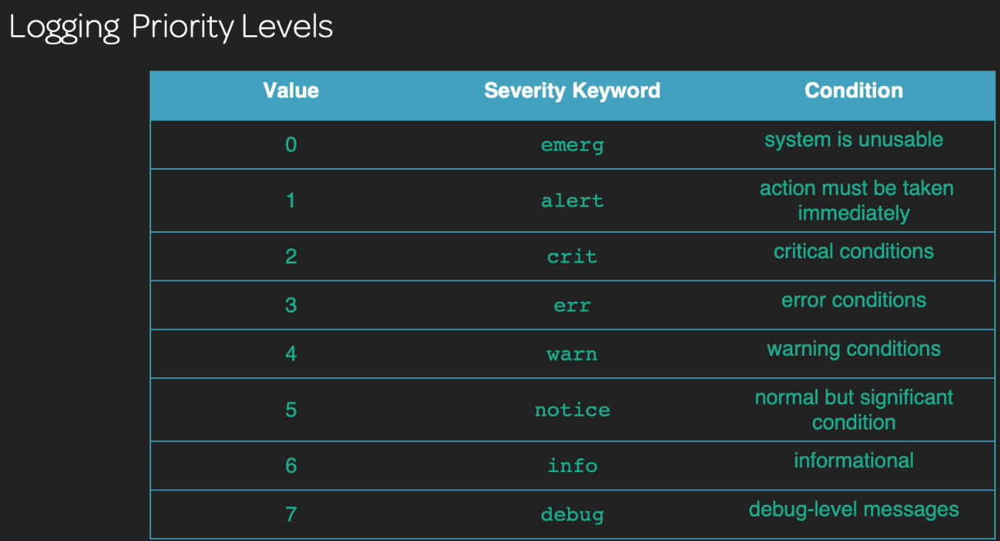 Logging Priority Levels
Value Severity Keyword Condition
0 emerg system is unusable
1 alert action must be taken
immediately
2 crit critical conditions
3 err error conditions
4 warn warning conditions
5 notice normal but significant
condition
6 info informational
7 debug debug-level messages